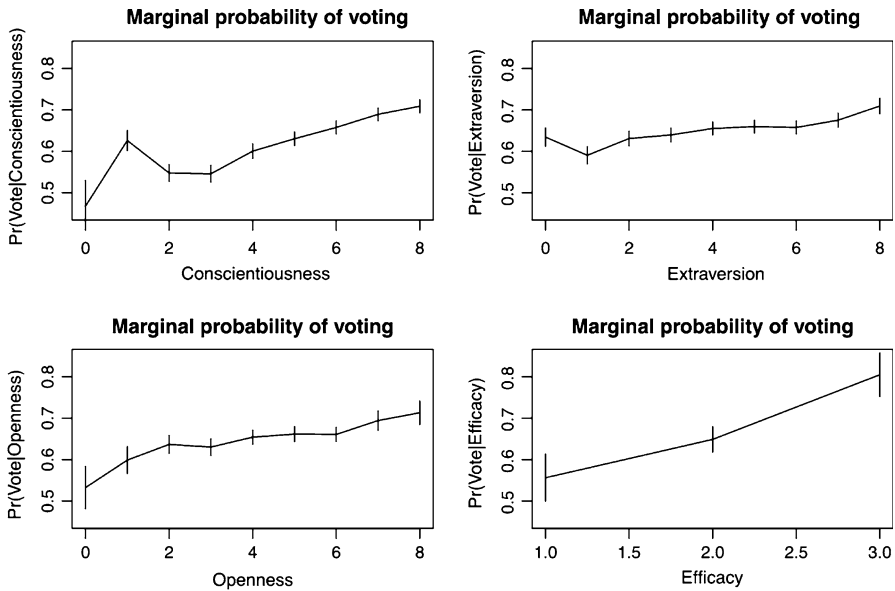 Marginal probability of voting
Pr(Vote|Conscientiousness)
0.8
0.7
0.6
0.5
0 2 4 6 8
Conscientiousness
Marginal probability of voting
Pr(Vote|Extraversion)
0.8
0.7
0.6
0.5
0 2 4 6 8
Extraversion
Marginal probability of voting
Pr(Vote|Openness)
0.8
0.7
0.6
0.5
0 2 4 6 8
Openness
Marginal probability of voting
Pr(Vote|Efficacy)
0.8
0.7
0.6
0.5
1.0 1.5 2.0 2.5 3.0
Efficacy